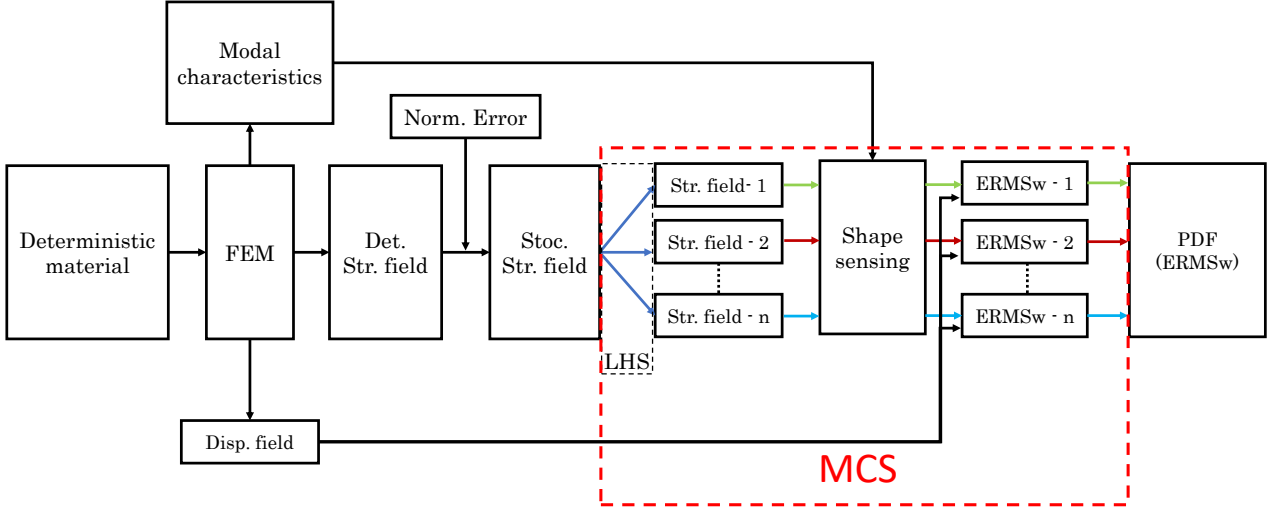 Modal
characteristics
Norm. Error
Deterministic
material
FEM
Det.
Str. field
Stoc.
Str. field
LHS
Str. field- 1
Str. field - 2
Str. field - n
Shape
sensing
ERMSw - 1
ERMSw - 2
ERMSw - n
PDF
(ERMSw)
Disp. field
MCS